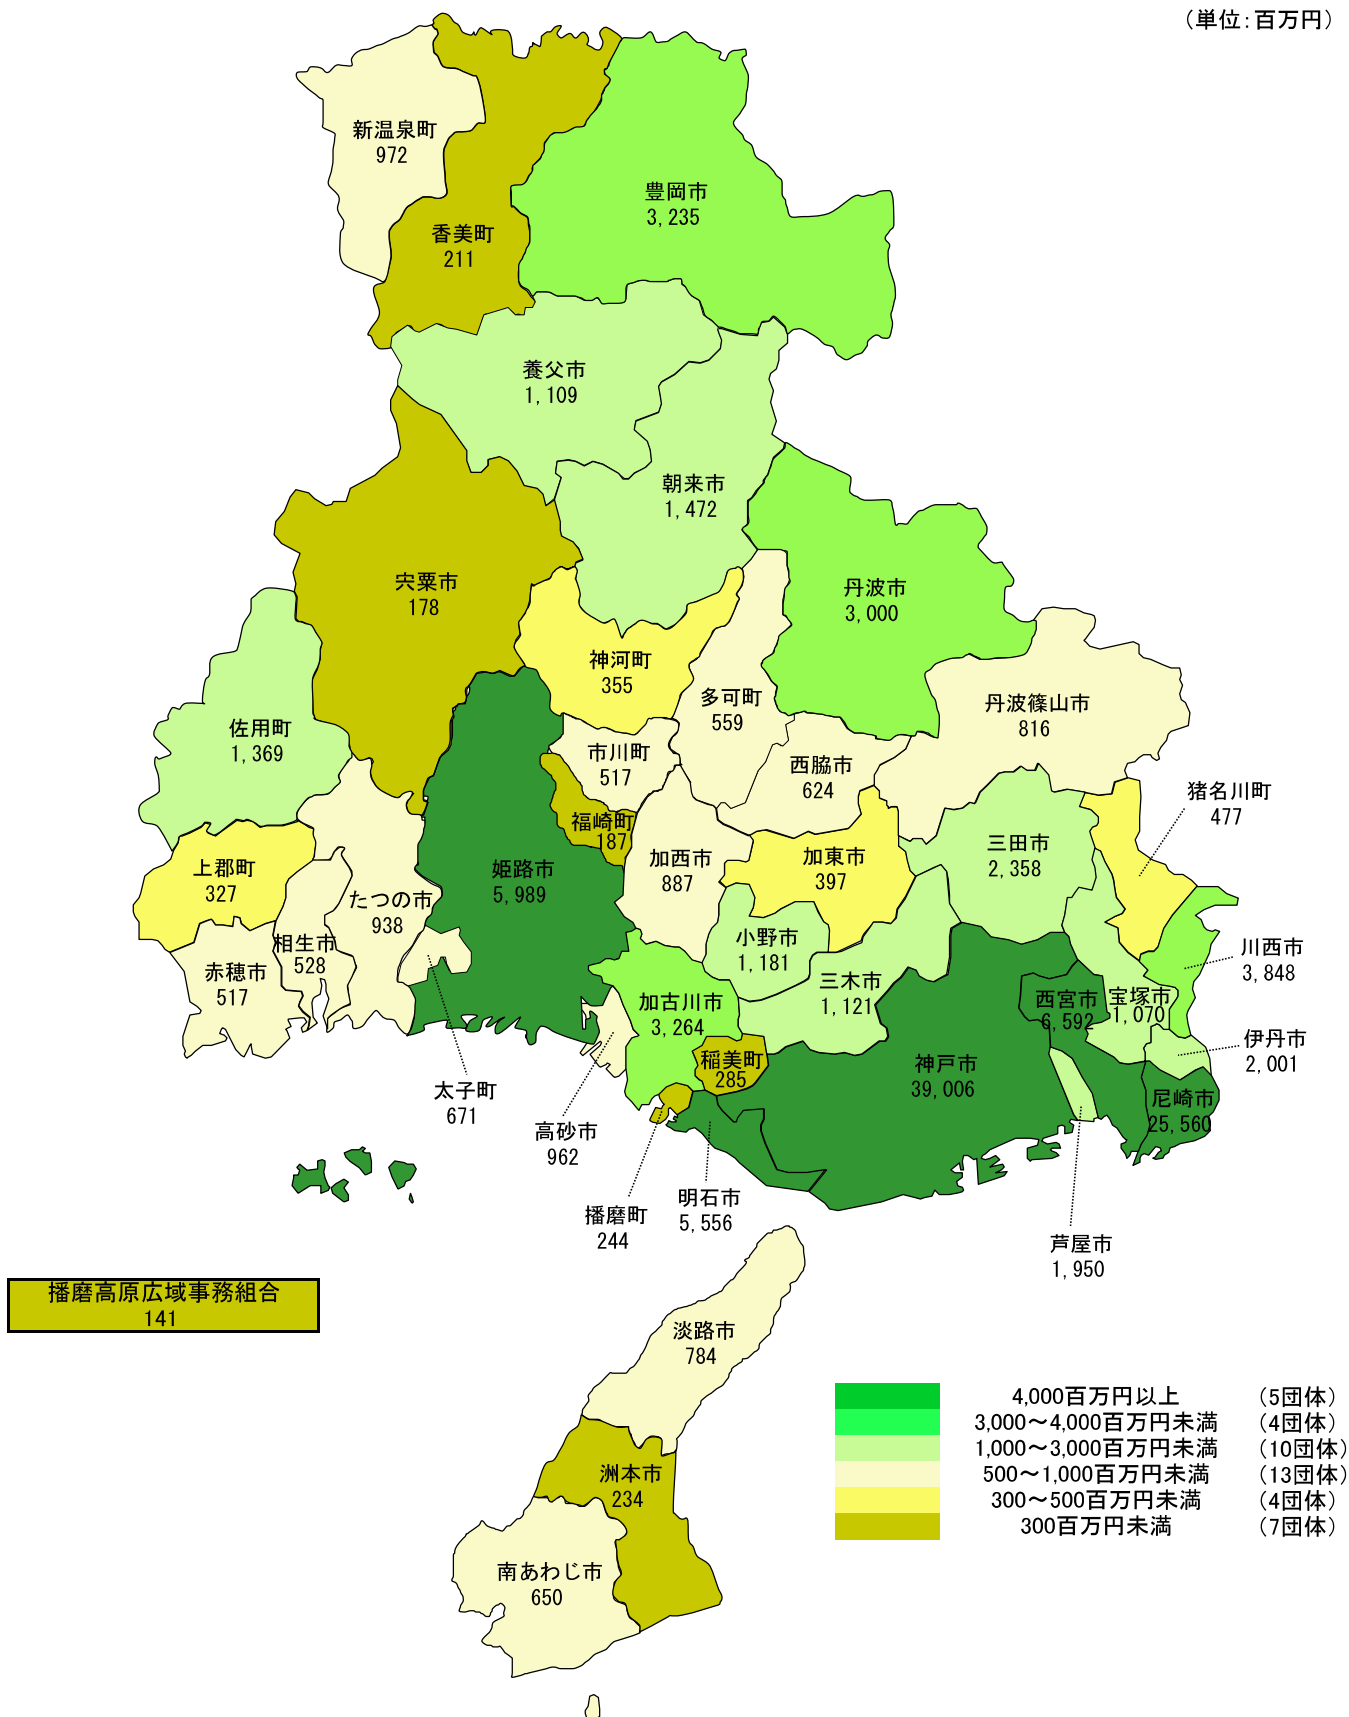 （単位：百万円）
新温泉町
972
香美町
211
豊岡市
3,235
養父市
1,109
朝来市
1,472
宍粟市
178
丹波市
3,000
神河町
355
多可町
559
丹波篠山市
816
佐用町
1,369
市川町
517
西脇市
624
猪名川町
477
福崎町
187
上郡町
327
姫路市
5,989
加西市
887
加東市
397
三田市
2,358
たつの市
938
相生市
528
赤穂市
517
小野市
1,181
三木市
1,121
川西市
3,848
加古川市
3,264
西宮市
6,592
宝塚市
1,070
伊丹市
2,001
稲美町
285
神戸市
39,006
尼崎市
25,560
太子町
671
高砂市
962
播磨町
244
明石市
5,556
芦屋市
1,950
播磨高原広域事務組合
141
淡路市
784
洲本市
234
南あわじ市
650
4,000百万円以上 （5団体）
3,000～4,000百万円未満 （4団体）
1,000～3,000百万円未満 （10団体）
500～1,000百万円未満 （13団体）
300～500百万円未満 （4団体）
300百万円未満 （7団体）